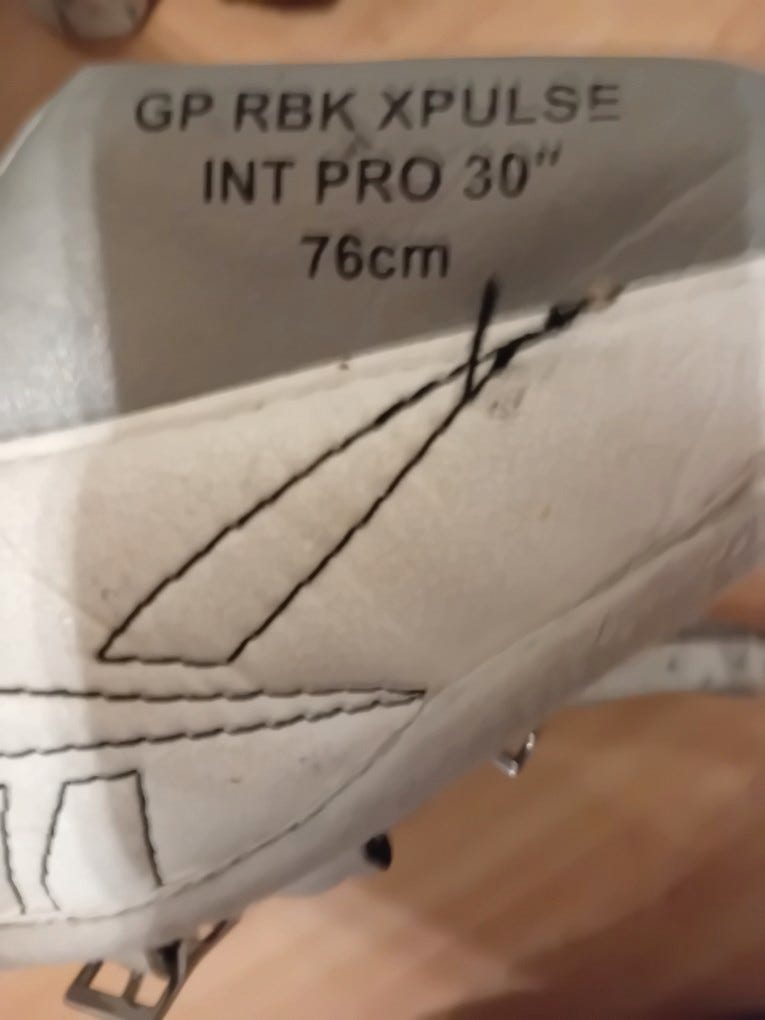 GP RBK XPULSE
INT PRO 30"
76cm